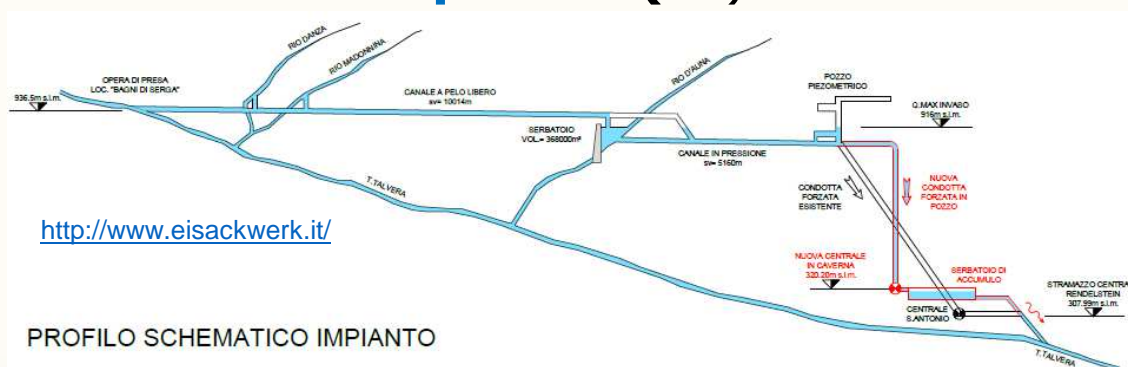 RIO DANZA
RIO MADONNINA
OPERA DI PRESA
LOC. "BAGNI DI SERGA"
936.5m s.l.m.
CANALE A PELO LIBERO
sv= 10014m
RIO D'AUNA
POZZO
PIEZOMETRICO
Q.MAX INVASO
916m s.l.m.
SERBATOIO
VOL.= 368000m³
CANALE IN PRESSIONE
sv= 5160m
T.TALVERA
CONDOTTA
FORZATA
ESISTENTE
NUOVA
CONDOTTA
FORZATA IN
POZZO
http://www.eisackwerk.it/
NUOVA CENTRALE
IN CAVERNA
320.20m s.l.m.
SERBATOIO DI
ACCUMULO
STRAMAZZO CENTRA
RENDELSTEIN
307.99m s.l.m.
CENTRALE
S.ANTONIO
PROFILO SCHEMATICO IMPIANTO
T.TALVERA